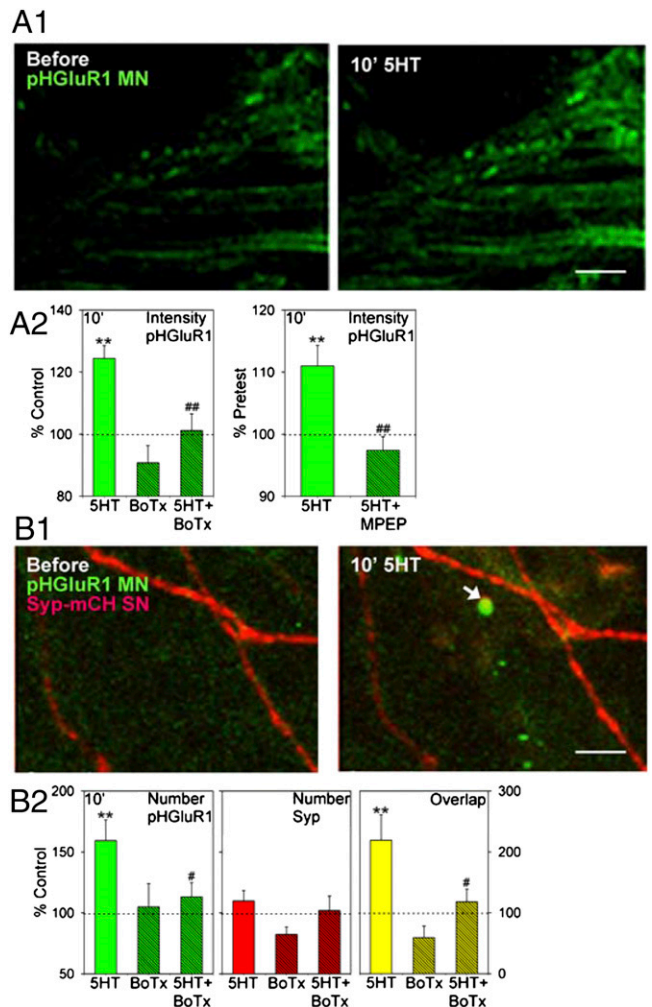 A1
Before
pHGluR1 MN
10' 5HT
A2
10' Intensity
pHGluR1
% Control
140
120
100
80
**
##
5HT BoTx 5HT+
BoTx
10' Intensity
pHGluR1
% Pretest
120
110
100
90
**
##
5HT 5HT+
MPEP
B1
Before
pHGluR1 MN
Syp-mCH SN
10' 5HT
B2
10' Number
pHGluR1
% Control
200
150
100
50
**
#
5HT BoTx 5HT+
BoTx
Number
Syp
5HT BoTx 5HT+
BoTx
Overlap
**
#
300
200
100
0
5HT BoTx 5HT+
BoTx